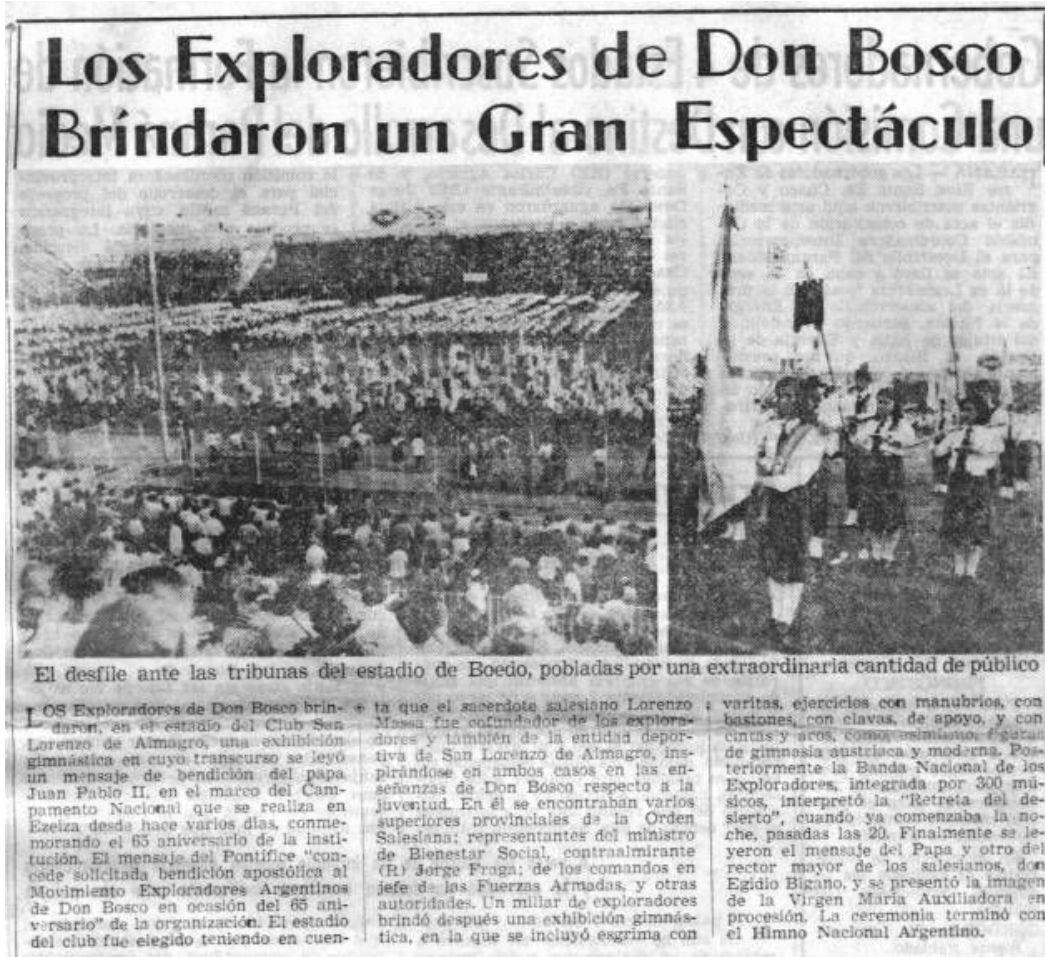 Los Exploradores de Don Bosco
Brindaron un Gran Espectáculo
El desfile ante las tribunas del estadio de Boedo, pobladas por una extraordinaria cantidad de público
LOS Exploradores de Don Bosco brin-
daron, en el estadio del Club San
Lorenzo de Almagro, una exhibición
gimnástica en cuyo transcurso se leyó
un mensaje de bendición del papa
Juan Pablo II, en el marco del Cam-
pamento Nacional que se realiza en
Ezeiza desde hace varios días, conme-
morando el 65 aniversario de la insti-
tución. El mensaje del Pontífice "con-
cede solicitada bendición apostólica al
Movimiento Exploradores Argentinos
de Don Bosco en ocasión del 65 ani-
versario" de la organización. El estadio
del club fue elegido teniendo en cuen-
ta que el sacerdote salesiano Lorenzo
Massa fue cofundador de los explora-
dores y también de la entidad depor-
tiva de San Lorenzo de Almagro, ins-
pirándose en ambos casos en las en-
señanzas de Don Bosco respecto a la
juventud. En él se encontraban varios
superiores provinciales de la Orden
Salesiana; representantes del ministro
de Bienestar Social, contraalmirante
(R) Jorge Fraga; de los comandos en
jefe de las Fuerzas Armadas, y otras
autoridades. Un millar de exploradores
brindó después una exhibición gimnás-
tica, en la que se incluyó esgrima con
varitas, ejercicios con manubrios, con
bastones, con clavas, de apoyo, y con
cintas y aros, como, asimismo, figuras
de gimnasia austriaca y moderna. Pos-
teriormente la Banda Nacional de los
Exploradores, integrada por 300 mú-
sicos, interpretó la "Retreta del de-
sierto", cuando ya comenzaba la no-
che, pasadas las 20. Finalmente se le-
yeron el mensaje del Papa y otro del
rector mayor de los salesianos, don
Egidio Bigano, y se presentó la imagen
de la Virgen María Auxiliadora en
procesión. La ceremonia terminó con
el Himno Nacional Argentino.